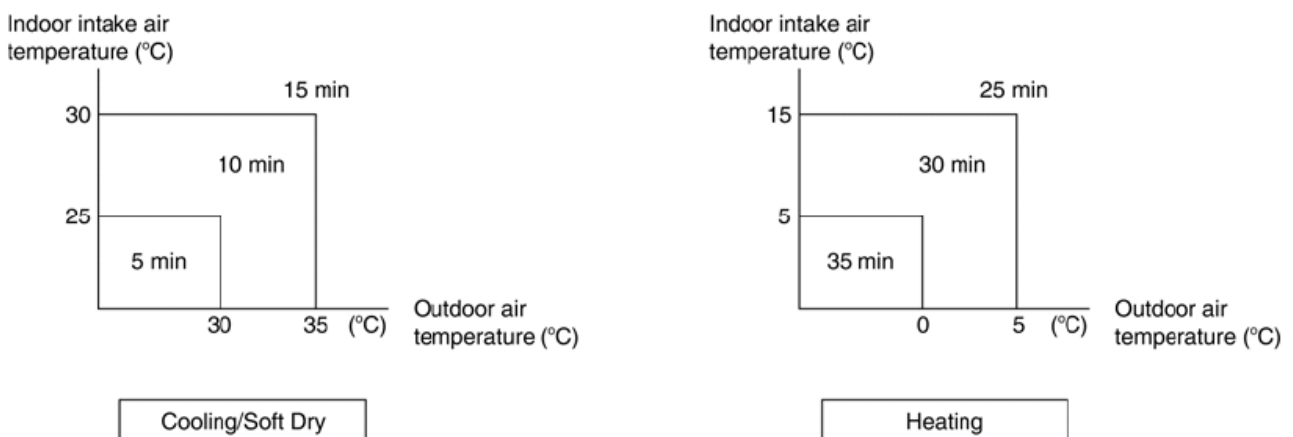 Indoor intake air
temperature (°C)
15 min
30
10 min
25
5 min
30 35 (°C)
Outdoor air
temperature (°C)
Cooling/Soft Dry
Indoor intake air
temperature (°C)
25 min
15
30 min
5
35 min
0 5 (°C)
Outdoor air
temperature (°C)
Heating